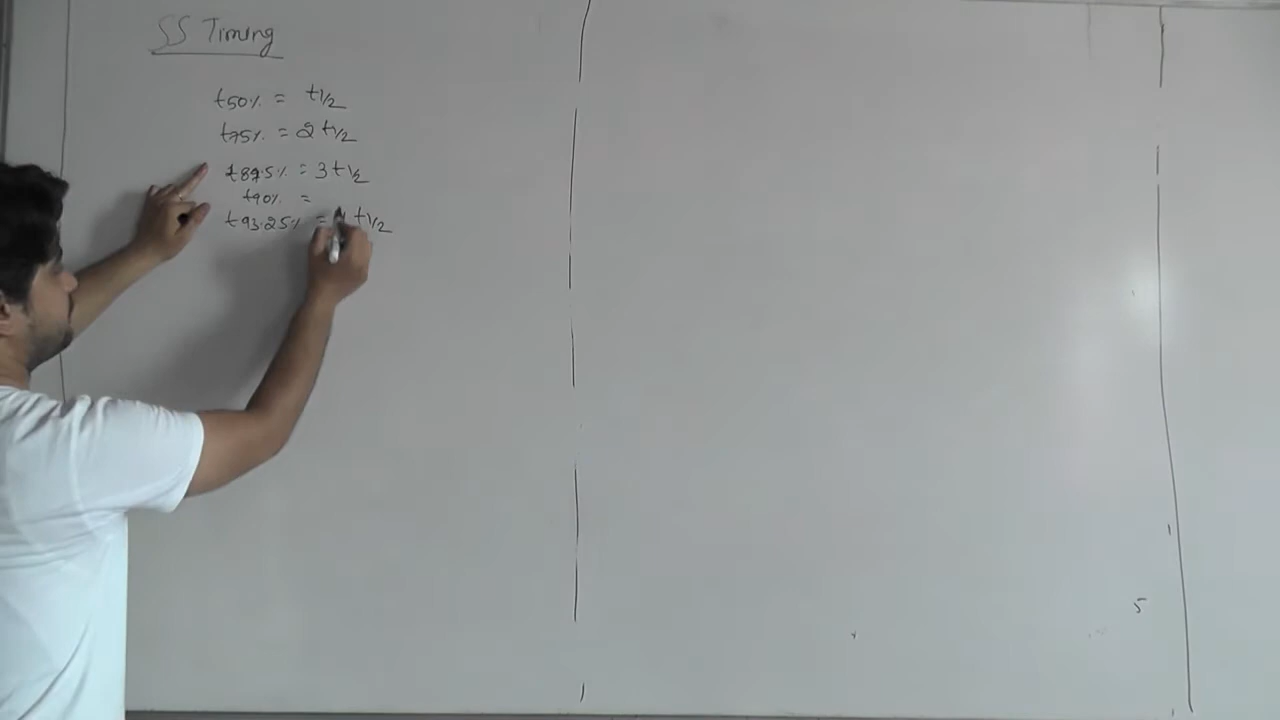 SS Timing
t50% = t1/2
t75% = 2 t1/2
t87.5% = 3 t1/2
t90% =
t93.25% = t1/2
5